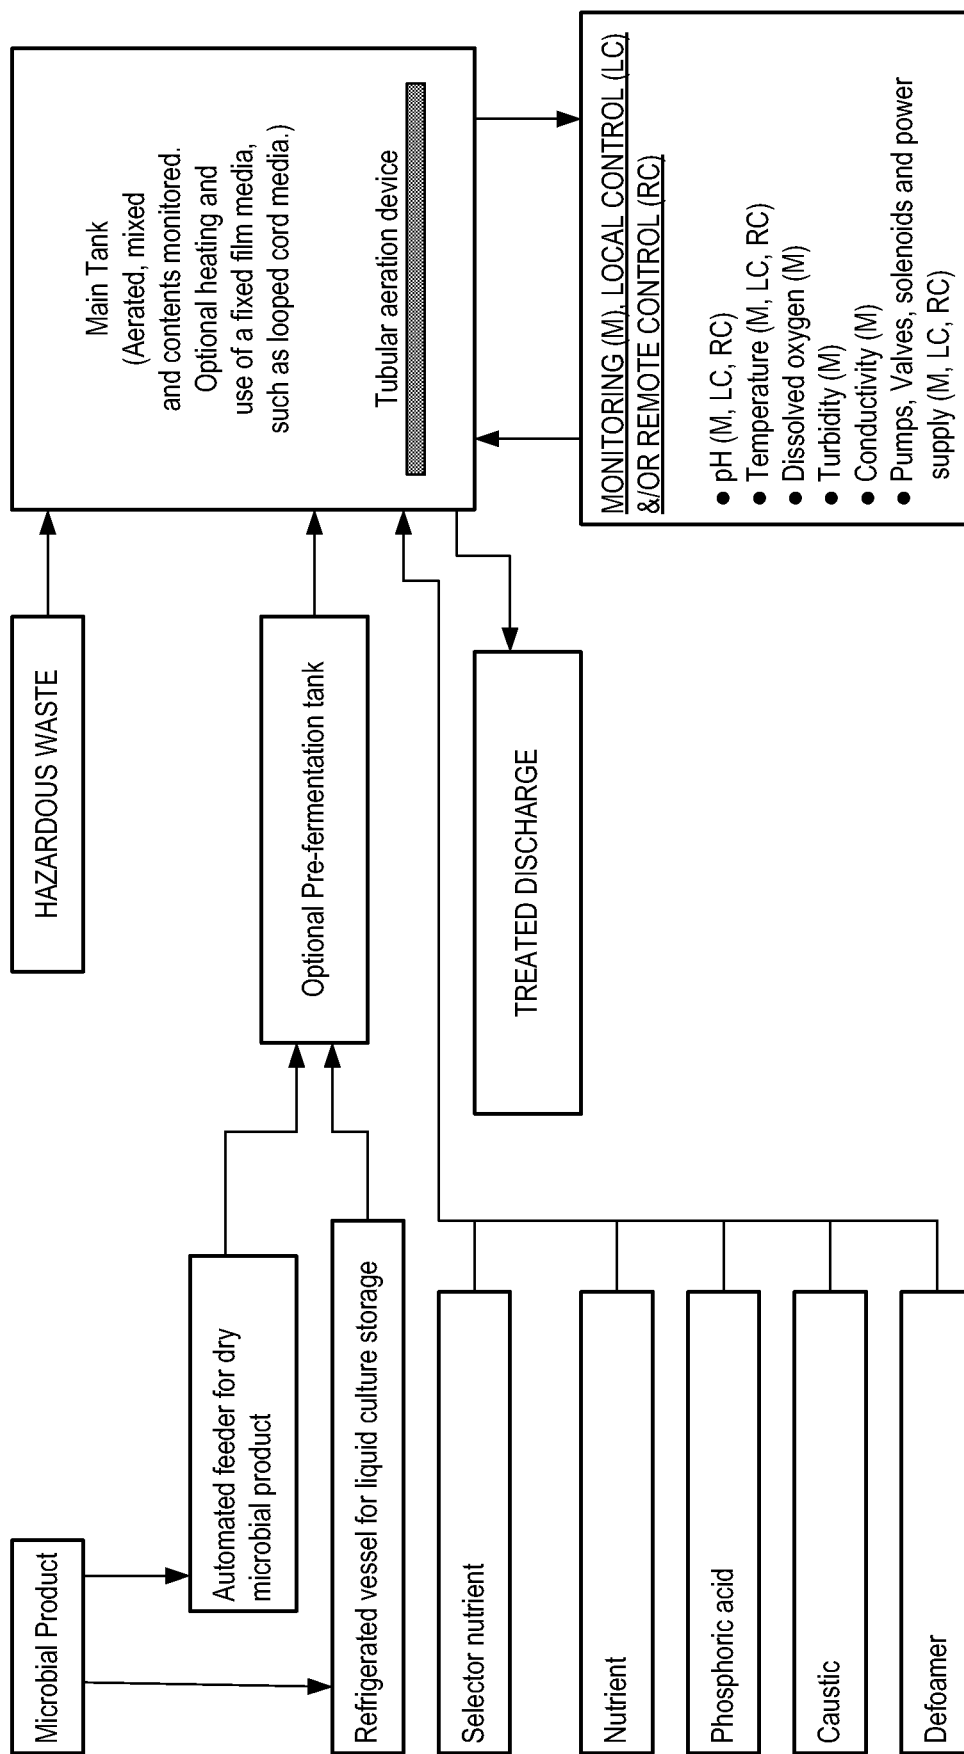 Microbial Product
Automated feeder for dry
microbial product
Refrigerated vessel for liquid culture storage
Selector nutrient
Nutrient
Phosphoric acid
Caustic
Defoamer
HAZARDOUS WASTE
Optional Pre-fermentation tank
TREATED DISCHARGE
Main Tank
(Aerated, mixed
and contents monitored.
Optional heating and
use of a fixed film media,
such as looped cord media.)
Tubular aeration device
MONITORING (M), LOCAL CONTROL (LC)
&/OR REMOTE CONTROL (RC)
● pH (M, LC, RC)
● Temperature (M, LC, RC)
● Dissolved oxygen (M)
● Turbidity (M)
● Conductivity (M)
● Pumps, Valves, solenoids and power
supply (M, LC, RC)